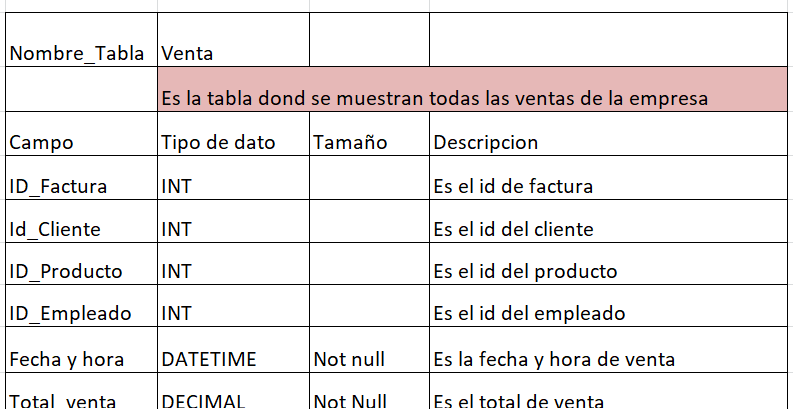 Nombre_Tabla Venta
Es la tabla dond se muestran todas las ventas de la empresa
Campo Tipo de dato Tamaño Descripcion
ID_Factura INT Es el id de factura
Id_Cliente INT Es el id del cliente
ID_Producto INT Es el id del producto
ID_Empleado INT Es el id del empleado
Fecha y hora DATETIME Not null Es la fecha y hora de venta
Total_venta DECIMAL Not Null Es el total de venta